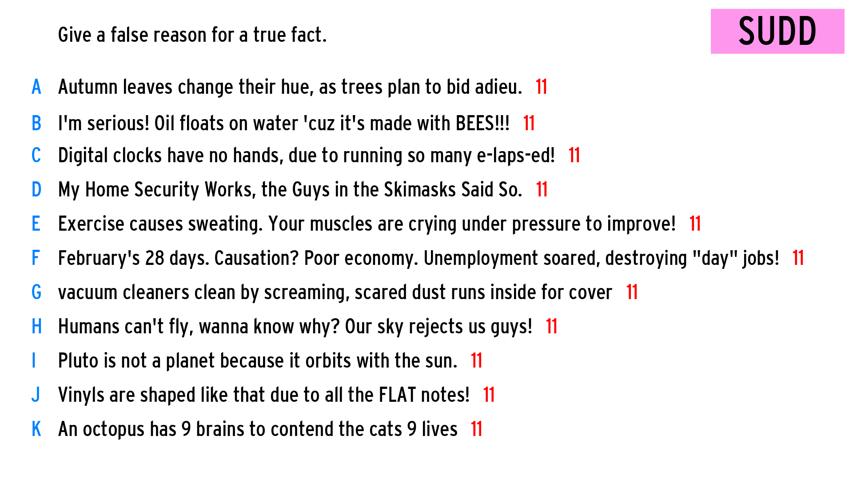 Give a false reason for a true fact.
SUDD
A Autumn leaves change their hue, as trees plan to bid adieu. 11
B I'm serious! Oil floats on water 'cuz it's made with BEES!!! 11
C Digital clocks have no hands, due to running so many e-laps-ed! 11
D My Home Security Works, the Guys in the Skimasks Said So. 11
E Exercise causes sweating. Your muscles are crying under pressure to improve! 11
F February's 28 days. Causation? Poor economy. Unemployment soared, destroying "day" jobs! 11
G vacuum cleaners clean by screaming, scared dust runs inside for cover 11
H Humans can't fly, wanna know why? Our sky rejects us guys! 11
I Pluto is not a planet because it orbits with the sun. 11
J Vinyls are shaped like that due to all the FLAT notes! 11
K An octopus has 9 brains to contend the cats 9 lives 11